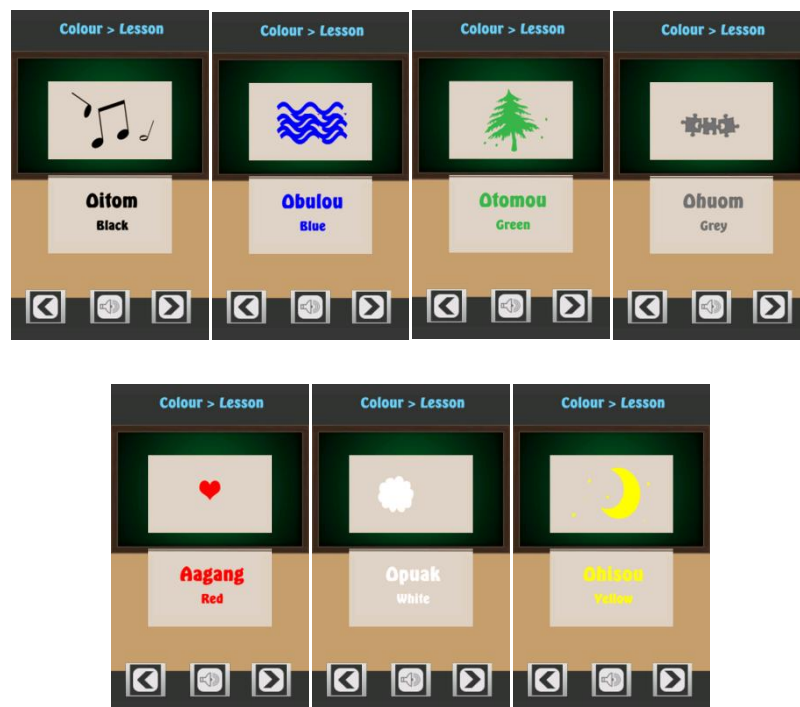 Colour > Lesson
Oitom
Black
Colour > Lesson
Obulou
Blue
Colour > Lesson
Otomou
Green
Colour > Lesson
Ohuom
Grey
Colour > Lesson
Aagang
Red
Colour > Lesson
Opuak
White
Colour > Lesson
Ohisou
Yellow